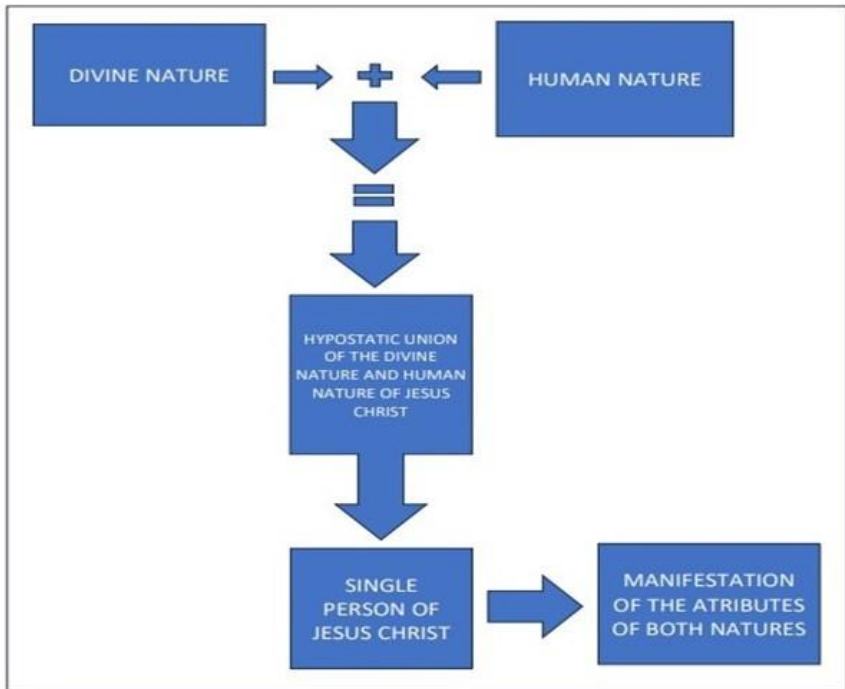 DIVINE NATURE
HUMAN NATURE
HYPOSTATIC UNION
OF THE DIVINE
NATURE AND HUMAN
NATURE OF JESUS
CHRIST
SINGLE
PERSON OF
JESUS CHRIST
MANIFESTATION
OF THE ATRIBUTES
OF BOTH NATURES